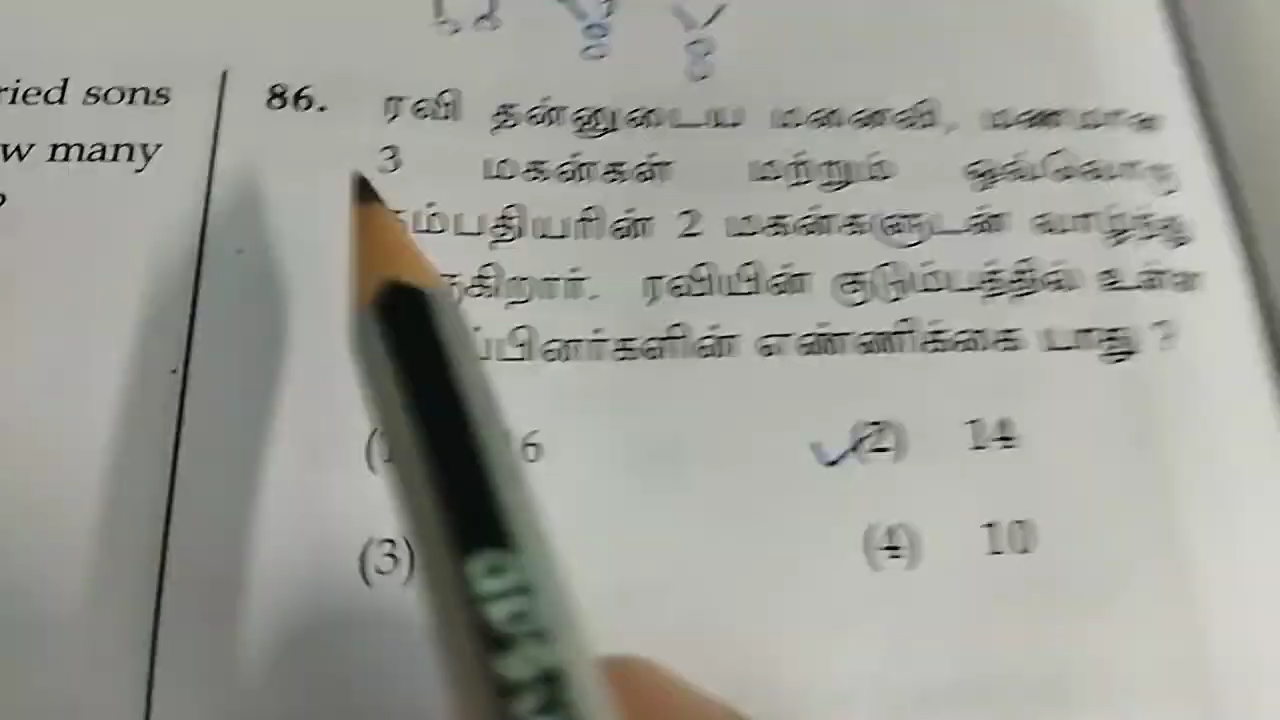 ried sons
w many
86. ரவி தன்னுடைய மனைவி, மணமான
3 மகன்கள் மற்றும் ஒவ்வொரு
தம்பதியரின் 2 மகன்களுடன் வாழ்ந்து
ருகிறார். ரவியின் குடும்பத்தில் உள்ள
ப்பினர்களின் எண்ணிக்கை யாது ?
6 (2) 14
(3) (4) 10